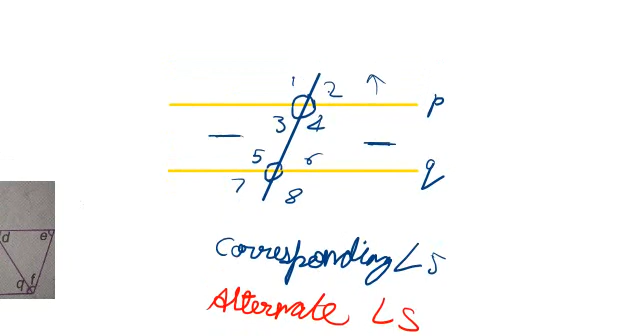 1 2
p
3 4
5 6
q
7 8
d e
g f
Corresponding ∠s
Alternate ∠s